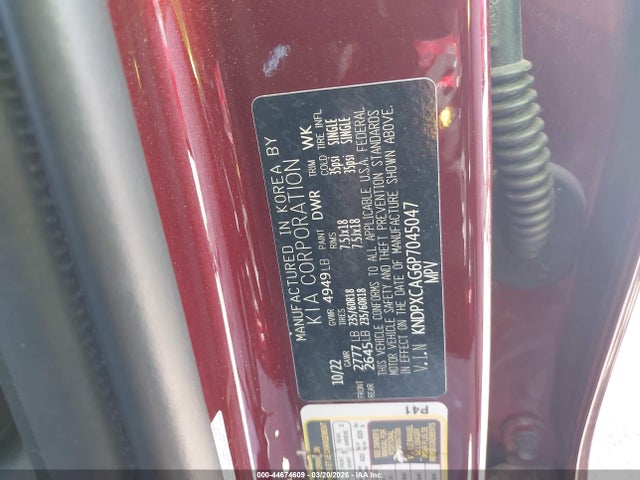 MANUFACTURED IN KOREA BY
KIA CORPORATION
GVWR 4949 LB PAINT DWR TRIM WK
10/22 GAWR TIRES RIMS COLD TIRE INFL
FRONT 2777 LB 235/60R18 7.5Jx18 35psi SINGLE
REAR 2645 LB 235/60R18 7.5Jx18 35psi SINGLE
THIS VEHICLE CONFORMS TO ALL APPLICABLE U.S.A. FEDERAL
MOTOR VEHICLE SAFETY AND THEFT PREVENTION STANDARDS
IN EFFECT ON THE DATE OF MANUFACTURE SHOWN ABOVE.
V.I.N KNDPXCAG6P7045047
MPV
P41
000-44674609 - 03/20/2026 - IAA Inc.